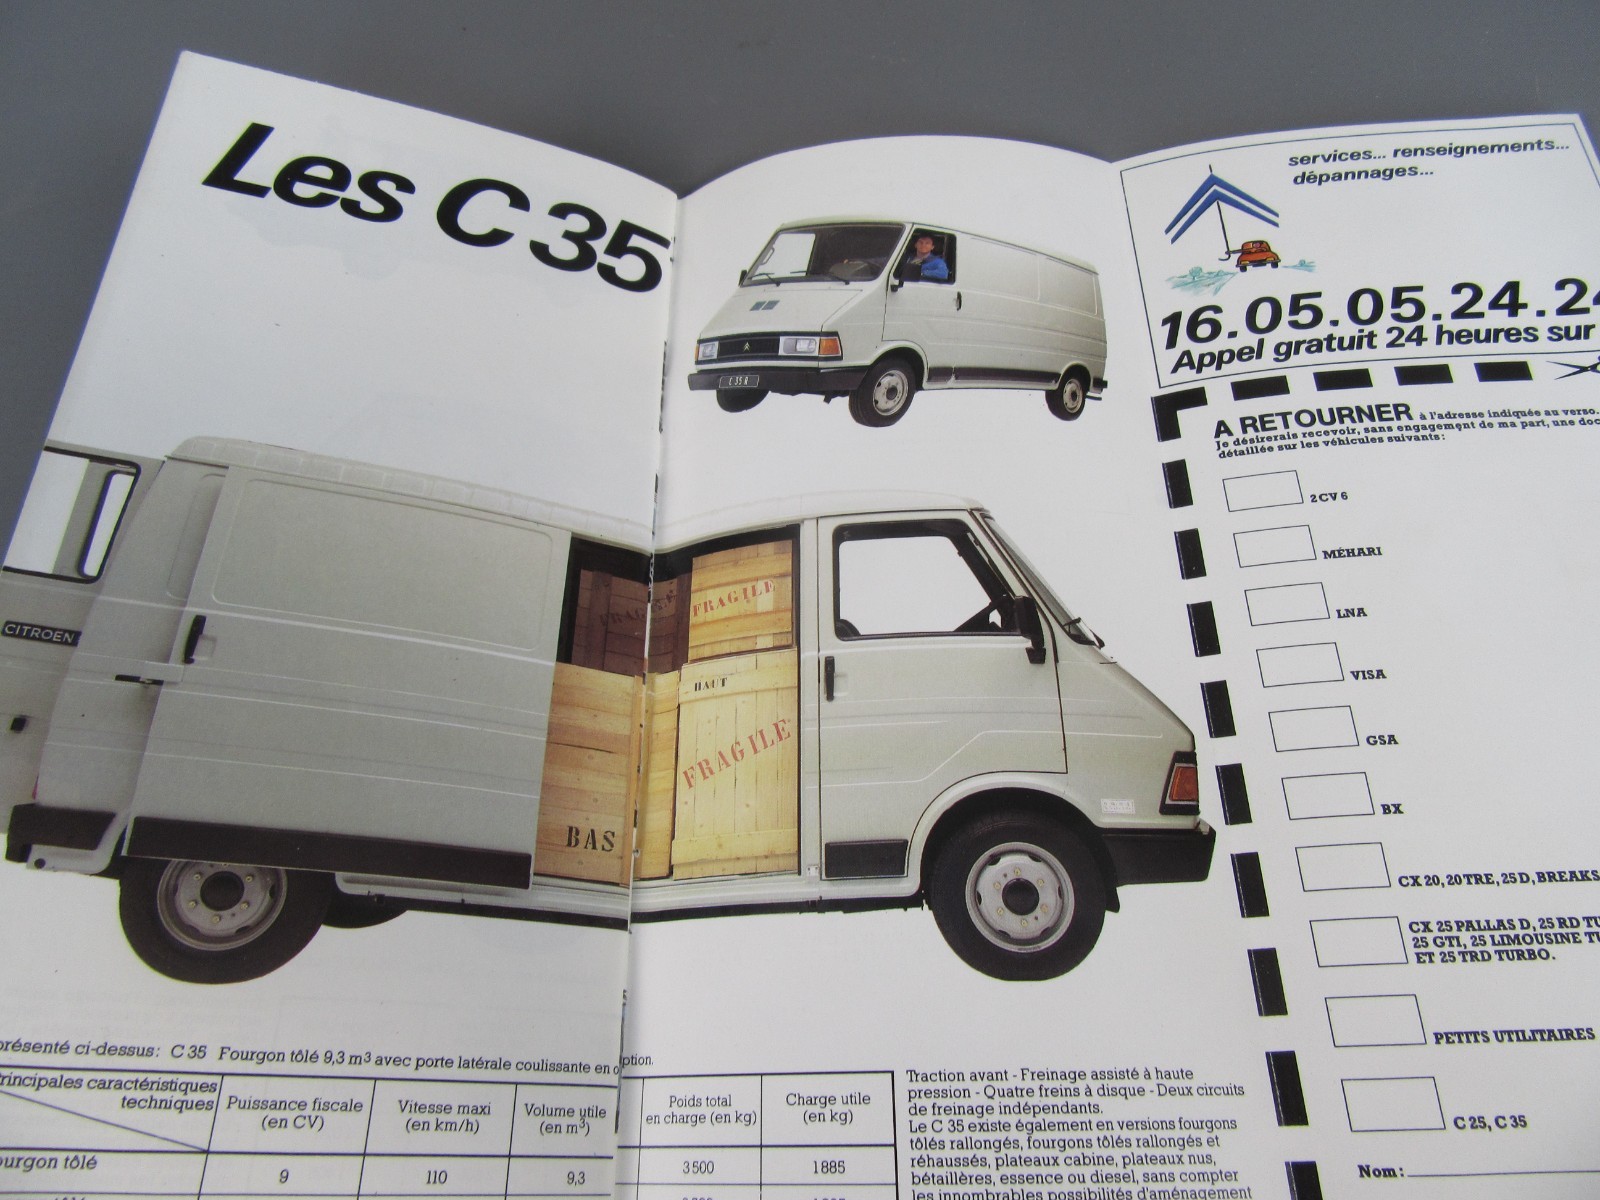 Les C 35
C 35 R
services... renseignements...
dépannages...
16.05.05.24.24
Appel gratuit 24 heures sur
A RETOURNER à l'adresse indiquée au verso.
Je désirerais recevoir, sans engagement de ma part, une doc
détaillée sur les véhicules suivants:
2 CV 6
MÉHARI
LNA
VISA
GSA
BX
CX 20, 20 TRE, 25 D, BREAKS
CX 25 PALLAS D, 25 RD TU
25 GTI, 25 LIMOUSINE TU
ET 25 TRD TURBO.
PETITS UTILITAIRES
C 25, C 35
Nom:
CITROEN
FRAGILE
FRAGILE
HAUT
FRAGILE
BAS
présenté ci-dessus: C 35 Fourgon tôlé 9,3 m3 avec porte latérale coulissante en option.
Principales caractéristiques
techniques
Puissance fiscale
(en CV)
Vitesse maxi
(en km/h)
Volume utile
(en m3)
Poids total
en charge (en kg)
Charge utile
(en kg)
ourgon tôlé
9
110
9,3
3500
1885
Traction avant - Freinage assisté à haute
pression - Quatre freins à disque - Deux circuits
de freinage indépendants.
Le C 35 existe également en versions fourgons
tôlés rallongés, fourgons tôlés rallongés et
réhaussés, plateaux cabine, plateaux nus,
bétaillères, essence ou diesel, sans compter
les innombrables possibilités d'aménagement